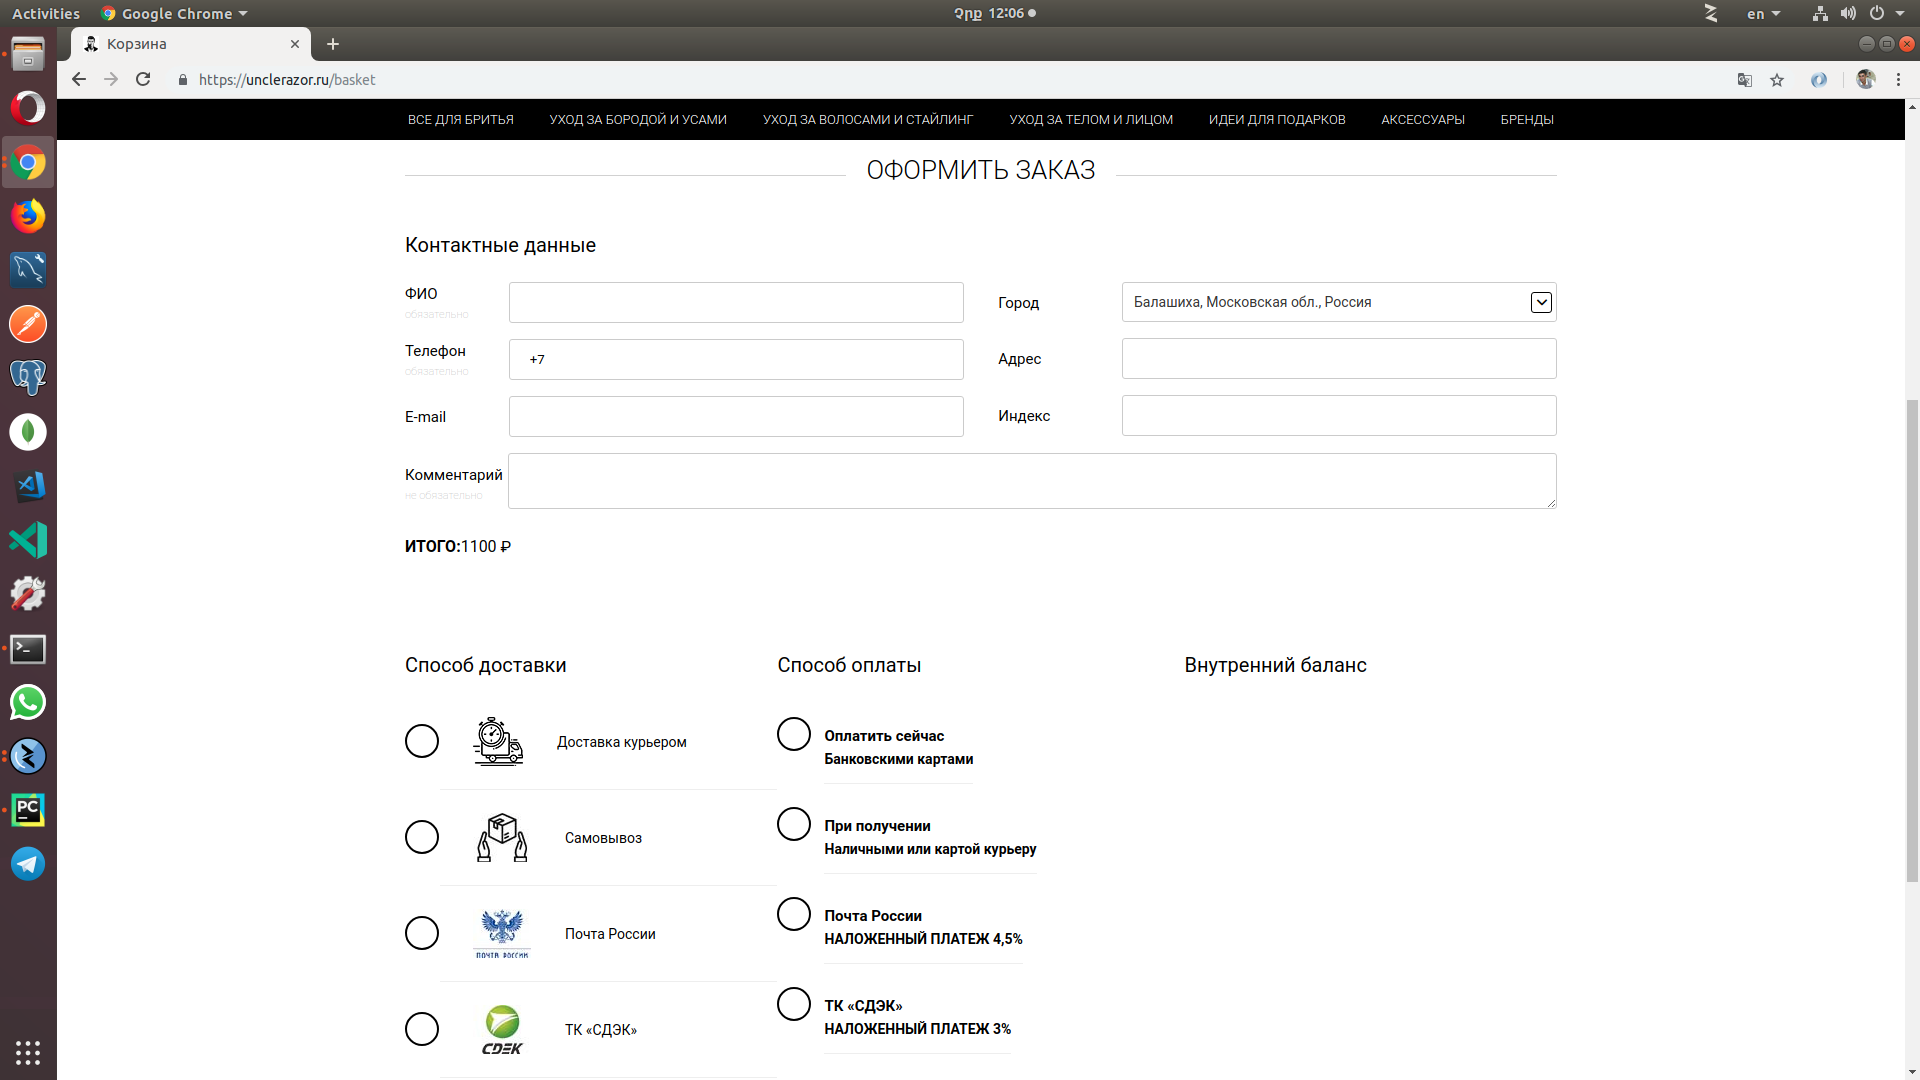 Activities
Google Chrome
Չրք 12:06
en
Корзина
https://unclerazor.ru/basket
ВСЕ ДЛЯ БРИТЬЯ
УХОД ЗА БОРОДОЙ И УСАМИ
УХОД ЗА ВОЛОСАМИ И СТАЙЛИНГ
УХОД ЗА ТЕЛОМ И ЛИЦОМ
ИДЕИ ДЛЯ ПОДАРКОВ
АКСЕССУАРЫ
БРЕНДЫ
ОФОРМИТЬ ЗАКАЗ
Контактные данные
ФИО
обязательно
Город
Балашиха, Московская обл., Россия
Телефон
обязательно
+7
Адрес
E-mail
Индекс
Комментарий
не обязательно
ИТОГО:1100 ₽
Способ доставки
Доставка курьером
Самовывоз
ПОЧТА РОССИИ
Почта России
CDEK
ТК «СДЭК»
Способ оплаты
Оплатить сейчас
Банковскими картами
При получении
Наличными или картой курьеру
Почта России
НАЛОЖЕННЫЙ ПЛАТЕЖ 4,5%
ТК «СДЭК»
НАЛОЖЕННЫЙ ПЛАТЕЖ 3%
Внутренний баланс
PC